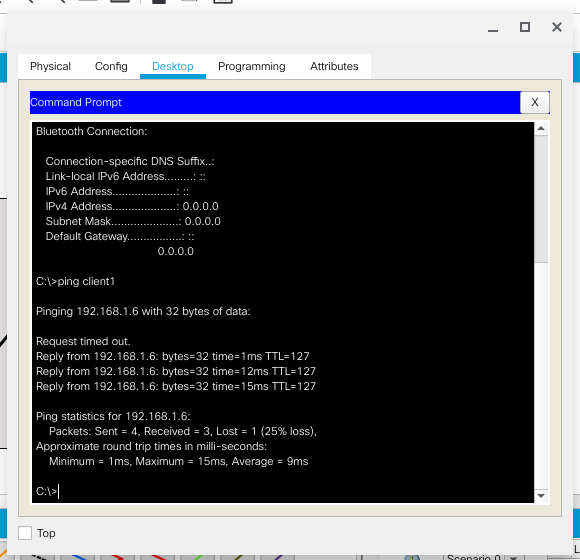 Physical Config Desktop Programming Attributes
Command Prompt
X
Bluetooth Connection:
Connection-specific DNS Suffix..:
Link-local IPv6 Address.........: ::
IPv6 Address....................: ::
IPv4 Address....................: 0.0.0.0
Subnet Mask.....................: 0.0.0.0
Default Gateway.................: ::
0.0.0.0
C:\>ping client1
Pinging 192.168.1.6 with 32 bytes of data:
Request timed out.
Reply from 192.168.1.6: bytes=32 time=1ms TTL=127
Reply from 192.168.1.6: bytes=32 time=12ms TTL=127
Reply from 192.168.1.6: bytes=32 time=15ms TTL=127
Ping statistics for 192.168.1.6:
Packets: Sent = 4, Received = 3, Lost = 1 (25% loss),
Approximate round trip times in milli-seconds:
Minimum = 1ms, Maximum = 15ms, Average = 9ms
C:\>
Top
Scenario 0